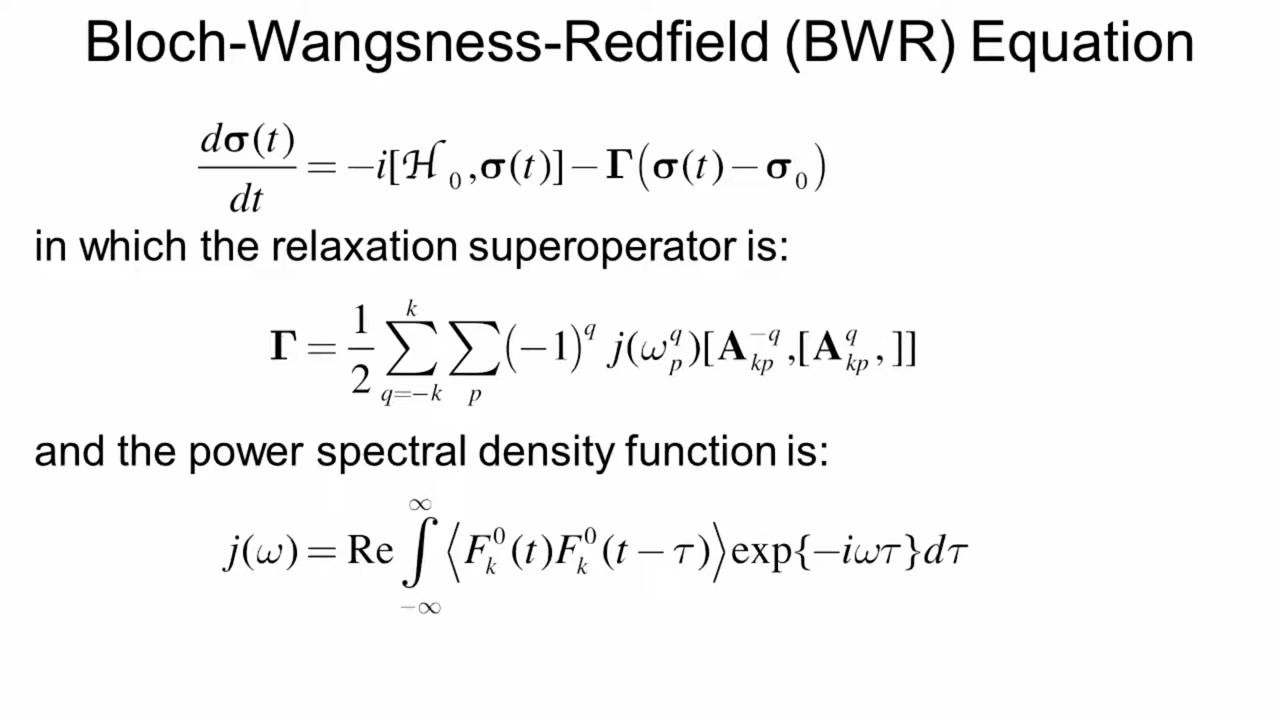 Bloch-Wangsness-Redfield (BWR) Equation
dσ(t)/dt = −i[ℋ₀,σ(t)] − Γ(σ(t) − σ₀)
in which the relaxation superoperator is:
Γ = 1/2 ∑_{q=−k}^{k} ∑_{p} (−1)^q j(ω_p^q)[A_{kp}^{−q},[A_{kp}^{q}, ]]
and the power spectral density function is:
j(ω) = Re ∫_{−∞}^{∞} ⟨F_k^0(t)F_k^0(t − τ)⟩exp{−iωτ}dτ